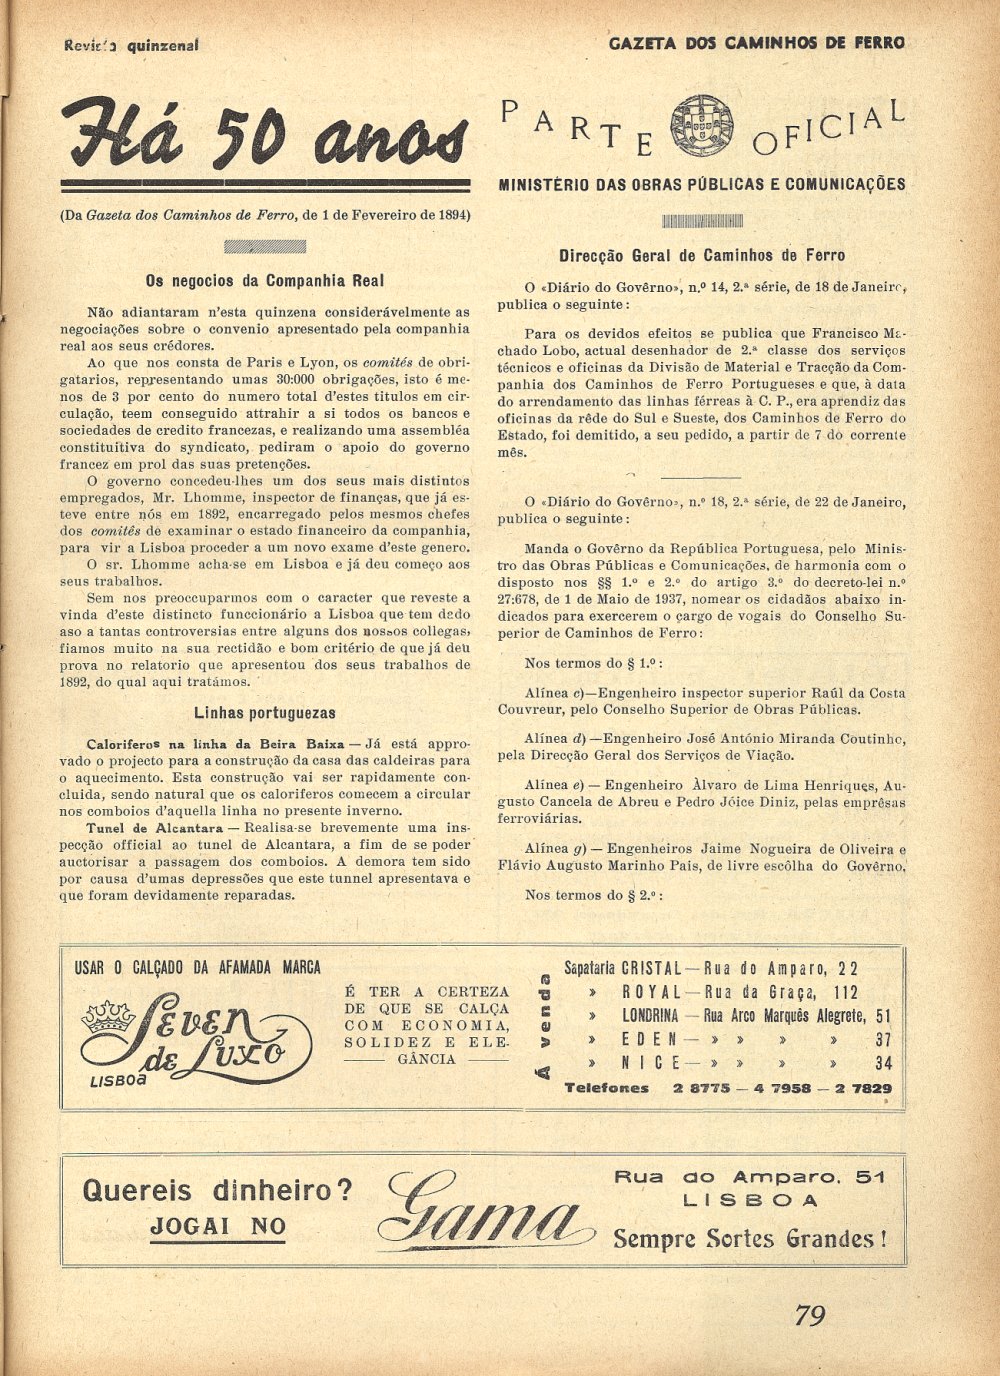 Revista quinzenal
GAZETA DOS CAMINHOS DE FERRO
Há 50 anos
(Da Gazeta dos Caminhos de Ferro, de 1 de Fevereiro de 1894)
Os negocios da Companhia Real
Não adiantaram n'esta quinzena considerávelmente as
negociações sobre o convenio apresentado pela companhia
real aos seus crédores.
Ao que nos consta de Paris e Lyon, os comités de obri-
gatarios, representando umas 30:000 obrigações, isto é me-
nos de 3 por cento do numero total d'estes titulos em cir-
culação, teem conseguido attrahir a si todos os bancos e
sociedades de credito francezas, e realizando uma assembléa
constituitiva do syndicato, pediram o apoio do governo
francez em prol das suas pretenções.
O governo concedeu-lhes um dos seus mais distintos
empregados, Mr. Lhomme, inspector de finanças, que já es-
teve entre nós em 1892, encarregado pelos mesmos chefes
dos comités de examinar o estado financeiro da companhia,
para vir a Lisboa proceder a um novo exame d'este genero.
O sr. Lhomme acha-se em Lisboa e já deu começo aos
seus trabalhos.
Sem nos preoccuparmos com o caracter que reveste a
vinda d'este distincto funccionário a Lisboa que tem dado
aso a tantas controversias entre alguns dos nossos collegas,
fiamos muito na sua rectidão e bom critério de que já deu
prova no relatorio que apresentou dos seus trabalhos de
1892, do qual aqui tratámos.
Linhas portuguezas
Caloriferos na linha da Beira Baixa — Já está appro-
vado o projecto para a construção da casa das caldeiras para
o aquecimento. Esta construção vai ser rapidamente con-
cluida, sendo natural que os caloriferos comecem a circular
nos comboios d'aquella linha no presente inverno.
Tunel de Alcantara — Realisa-se brevemente uma ins-
pecção official ao tunel de Alcantara, a fim de se poder
auctorisar a passagem dos comboios. A demora tem sido
por causa d'umas depressões que este tunnel apresentava e
que foram devidamente reparadas.
PARTE OFICIAL
MINISTÉRIO DAS OBRAS PÚBLICAS E COMUNICAÇÕES
Direcção Geral de Caminhos de Ferro
O «Diário do Govêrno», n.º 14, 2.ª série, de 18 de Janeiro,
publica o seguinte:
Para os devidos efeitos se publica que Francisco Ma-
chado Lobo, actual desenhador de 2.ª classe dos serviços
técnicos e oficinas da Divisão de Material e Tracção da Com-
panhia dos Caminhos de Ferro Portugueses e que, à data
do arrendamento das linhas férreas à C. P., era aprendiz das
oficinas da rêde do Sul e Sueste, dos Caminhos de Ferro do
Estado, foi demitido, a seu pedido, a partir de 7 do corrente
mês.
O «Diário do Govêrno», n.º 18, 2.ª série, de 22 de Janeiro,
publica o seguinte:
Manda o Govêrno da República Portuguesa, pelo Minis-
tro das Obras Públicas e Comunicações, de harmonia com o
disposto nos §§ 1.º e 2.º do artigo 3.º do decreto-lei n.º
27:678, de 1 de Maio de 1937, nomear os cidadãos abaixo in-
dicados para exercerem o cargo de vogais do Conselho Su-
perior de Caminhos de Ferro:
Nos termos do § 1.º:
Alínea c)—Engenheiro inspector superior Raúl da Costa
Couvreur, pelo Conselho Superior de Obras Públicas.
Alínea d)—Engenheiro José António Miranda Coutinho,
pela Direcção Geral dos Serviços de Viação.
Alínea e) — Engenheiro Àlvaro de Lima Henriques, Au-
gusto Cancela de Abreu e Pedro Jóice Diniz, pelas emprêsas
ferroviárias.
Alínea g) — Engenheiros Jaime Nogueira de Oliveira e
Flávio Augusto Marinho Pais, de livre escôlha do Govêrno.
Nos termos do § 2.º:
USAR O CALÇADO DA AFAMADA MARCA
SEVEN
de LUXO
LISBOA
É TER A CERTEZA
DE QUE SE CALÇA
COM ECONOMIA,
SOLIDEZ E ELE-
GÂNCIA
Á venda
Sapataria CRISTAL—Rua do Amparo, 22
» ROYAL—Rua da Graça, 112
» LONDRINA—Rua Arco Marquês Alegrete, 51
» EDEN— » » » » 37
» NICE— » » » » 34
Telefones 2 8775 — 4 7958 — 2 7829
Quereis dinheiro?
JOGAI NO
Gama
Rua do Amparo, 51
LISBOA
Sempre Sortes Grandes!
79